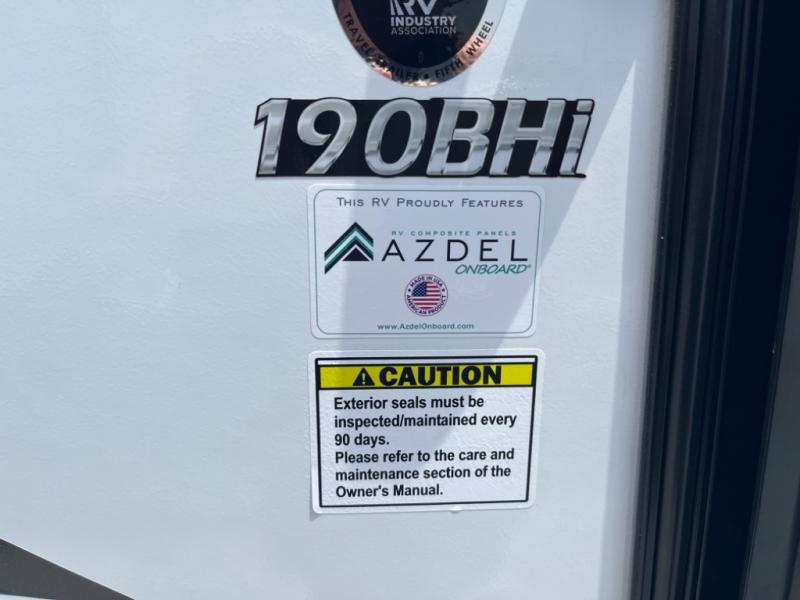 RV
INDUSTRY
ASSOCIATION
TRAVEL TRAILER • FIFTH WHEEL
190BHi
THIS RV PROUDLY FEATURES
RV COMPOSITE PANELS
AZDEL
ONBOARD®
MADE IN USA
AMERICAN PRODUCT
www.AzdelOnboard.com
CAUTION
Exterior seals must be
inspected/maintained every
90 days.
Please refer to the care and
maintenance section of the
Owner's Manual.